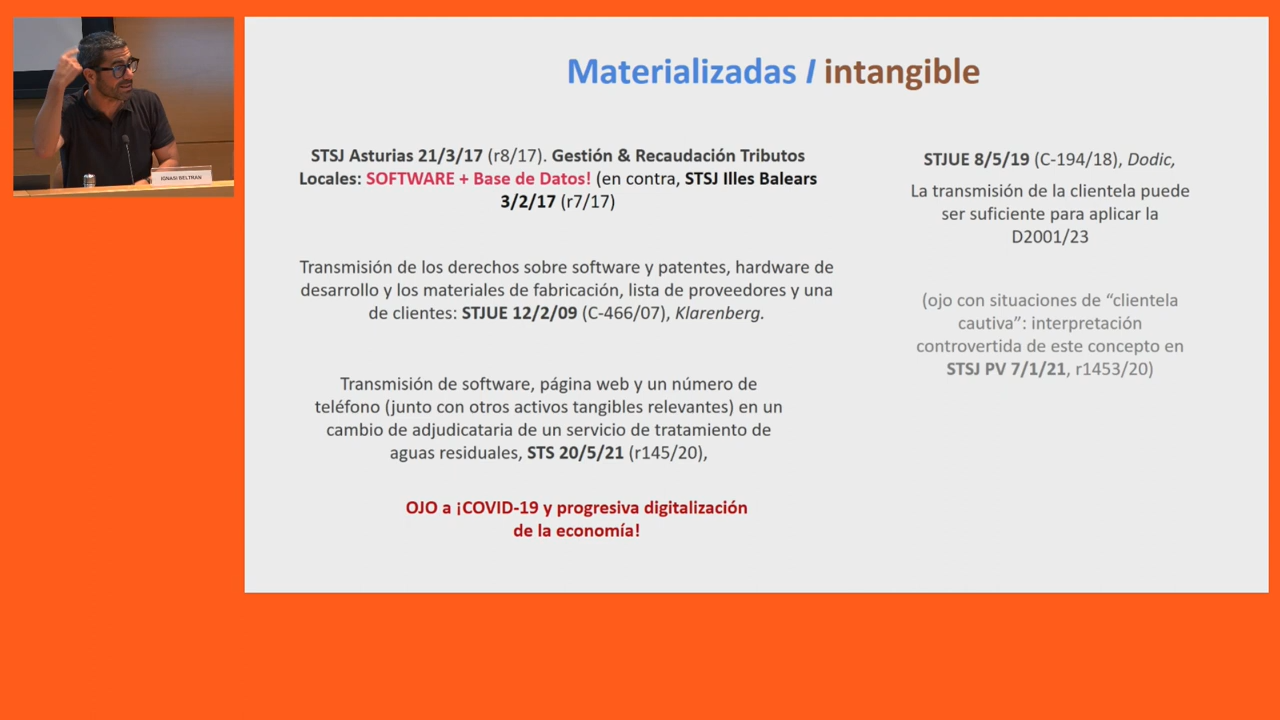 Materializadas / intangible
STSJ Asturias 21/3/17 (r8/17). Gestión & Recaudación Tributos
Locales: SOFTWARE + Base de Datos! (en contra, STSJ Illes Balears
3/2/17 (r7/17)
Transmisión de los derechos sobre software y patentes, hardware de
desarrollo y los materiales de fabricación, lista de proveedores y una
de clientes: STJUE 12/2/09 (C-466/07), Klarenberg.
Transmisión de software, página web y un número de
teléfono (junto con otros activos tangibles relevantes) en un
cambio de adjudicataria de un servicio de tratamiento de
aguas residuales, STS 20/5/21 (r145/20),
OJO a ¡COVID-19 y progresiva digitalización
de la economía!
STJUE 8/5/19 (C-194/18), Dodic,
La transmisión de la clientela puede
ser suficiente para aplicar la
D2001/23
(ojo con situaciones de “clientela
cautiva”: interpretación
controvertida de este concepto en
STSJ PV 7/1/21, r1453/20)
IGNASI BELTRAN